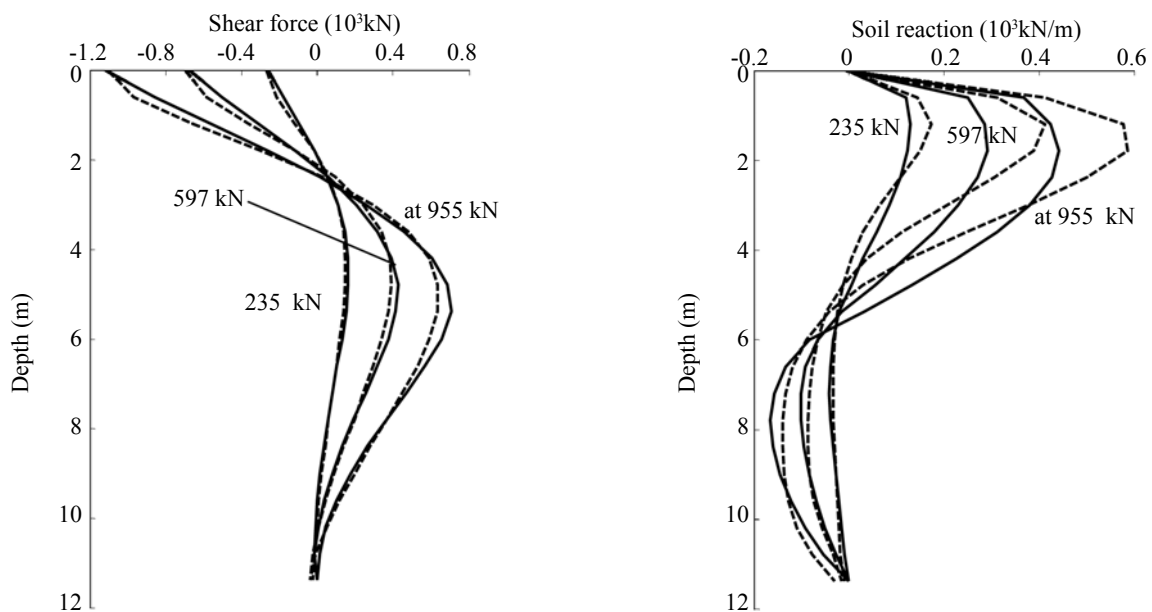 Shear force (10³kN)
-1.2 -0.8 -0.4 0 0.4 0.8
0
2
4
6
8
10
12
Depth (m)
597 kN
at 955 kN
235 kN
Soil reaction (10³kN/m)
-0.2 0 0.2 0.4 0.6
0
2
4
6
8
10
12
Depth (m)
235 kN
597 kN
at 955 kN